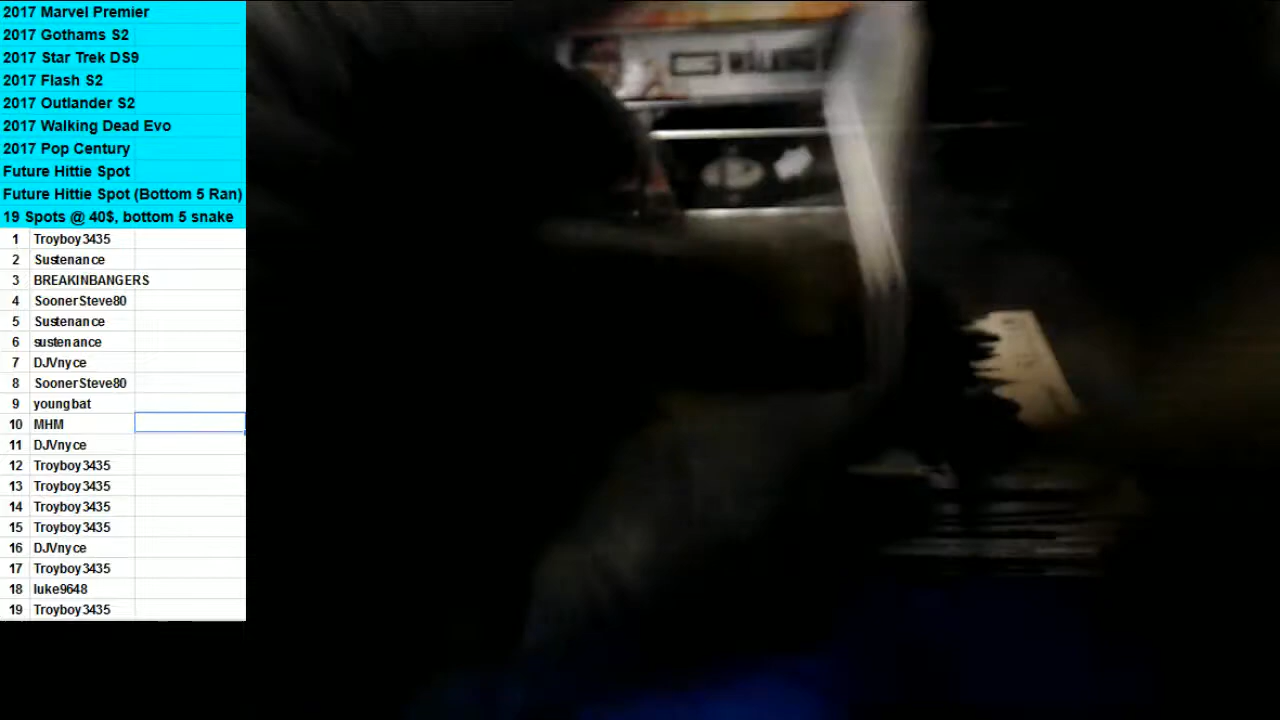 2017 Marvel Premier
2017 Gothams S2
2017 Star Trek DS9
2017 Flash S2
2017 Outlander S2
2017 Walking Dead Evo
2017 Pop Century
Future Hittie Spot
Future Hittie Spot (Bottom 5 Ran)
19 Spots @ 40$, bottom 5 snake
1 Troyboy3435
2 Sustenance
3 BREAKINBANGERS
4 SoonerSteve80
5 Sustenance
6 sustenance
7 DJVnyce
8 SoonerSteve80
9 youngbat
10 MHM
11 DJVnyce
12 Troyboy3435
13 Troyboy3435
14 Troyboy3435
15 Troyboy3435
16 DJVnyce
17 Troyboy3435
18 luke9648
19 Troyboy3435